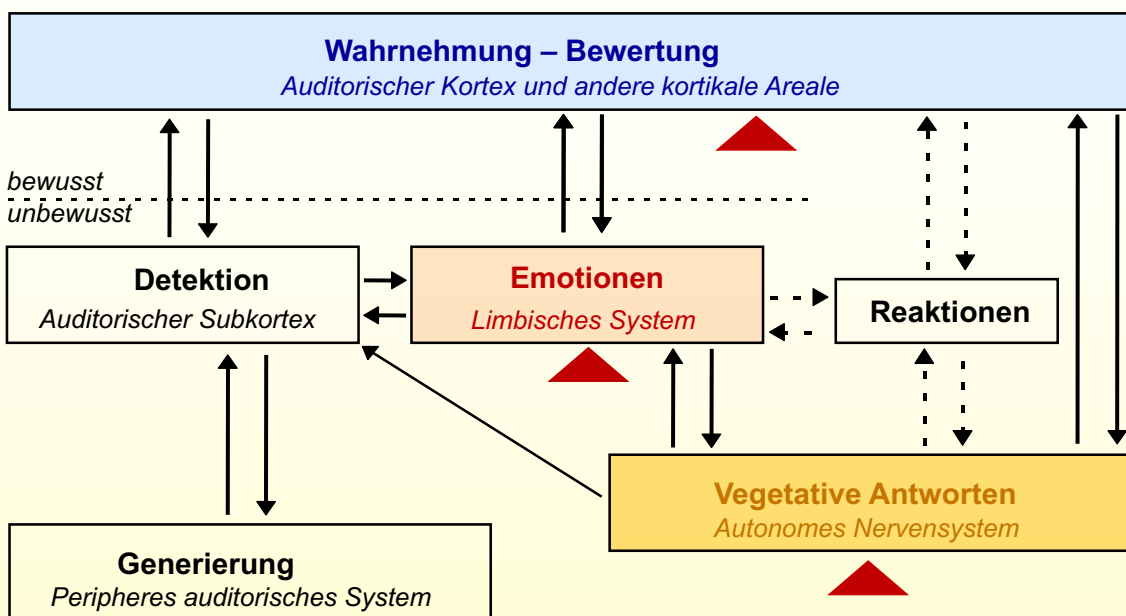 Wahrnehmung – Bewertung
Auditorischer Kortex und andere kortikale Areale
bewusst
unbewusst
Detektion
Auditorischer Subkortex
Emotionen
Limbisches System
Reaktionen
Vegetative Antworten
Autonomes Nervensystem
Generierung
Peripheres auditorisches System